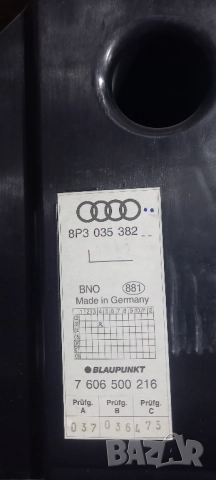 8P3 035 382
BNO 881
Made in Germany
BLAUPUNKT
7 606 500 216
Prüfg. Prüfg. Prüfg.
A B C
037 036 473
BAZAR